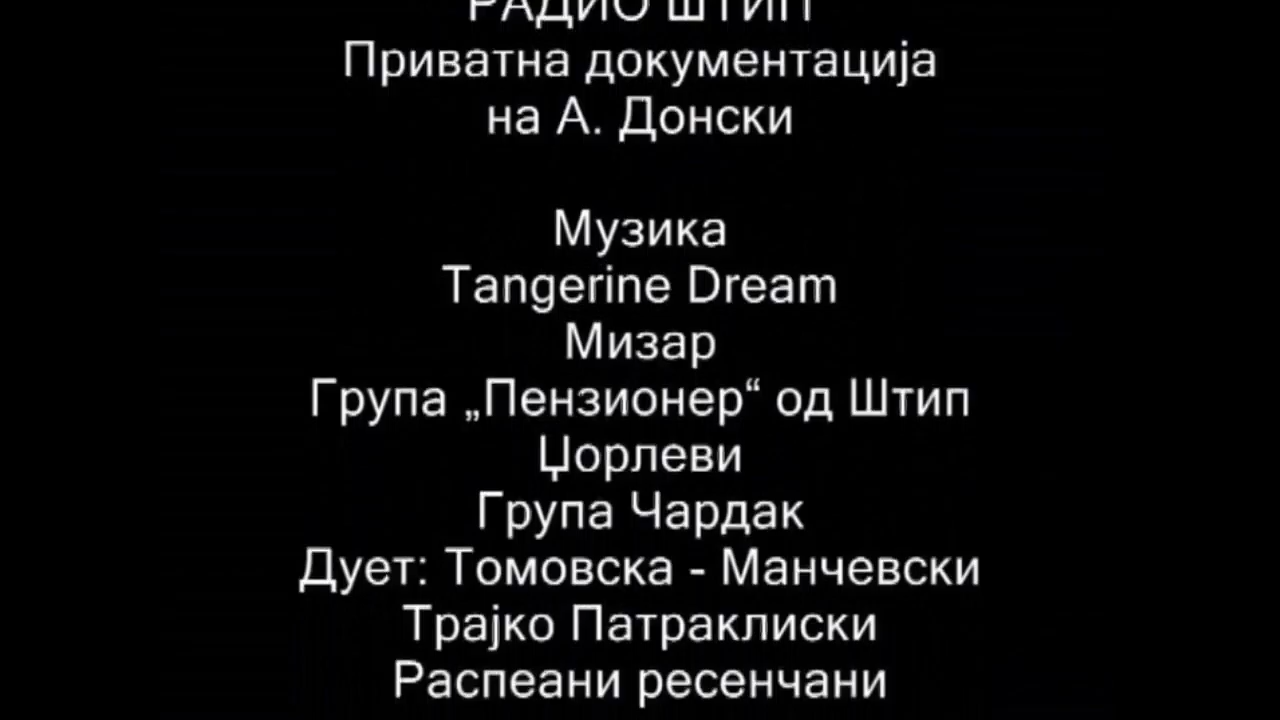 РАДИО ШТИП
Приватна документација
на А. Донски
Музика
Tangerine Dream
Мизар
Група „Пензионер“ од Штип
Џорлеви
Група Чардак
Дует: Томовска - Манчевски
Трајко Патраклиски
Распеани ресенчани